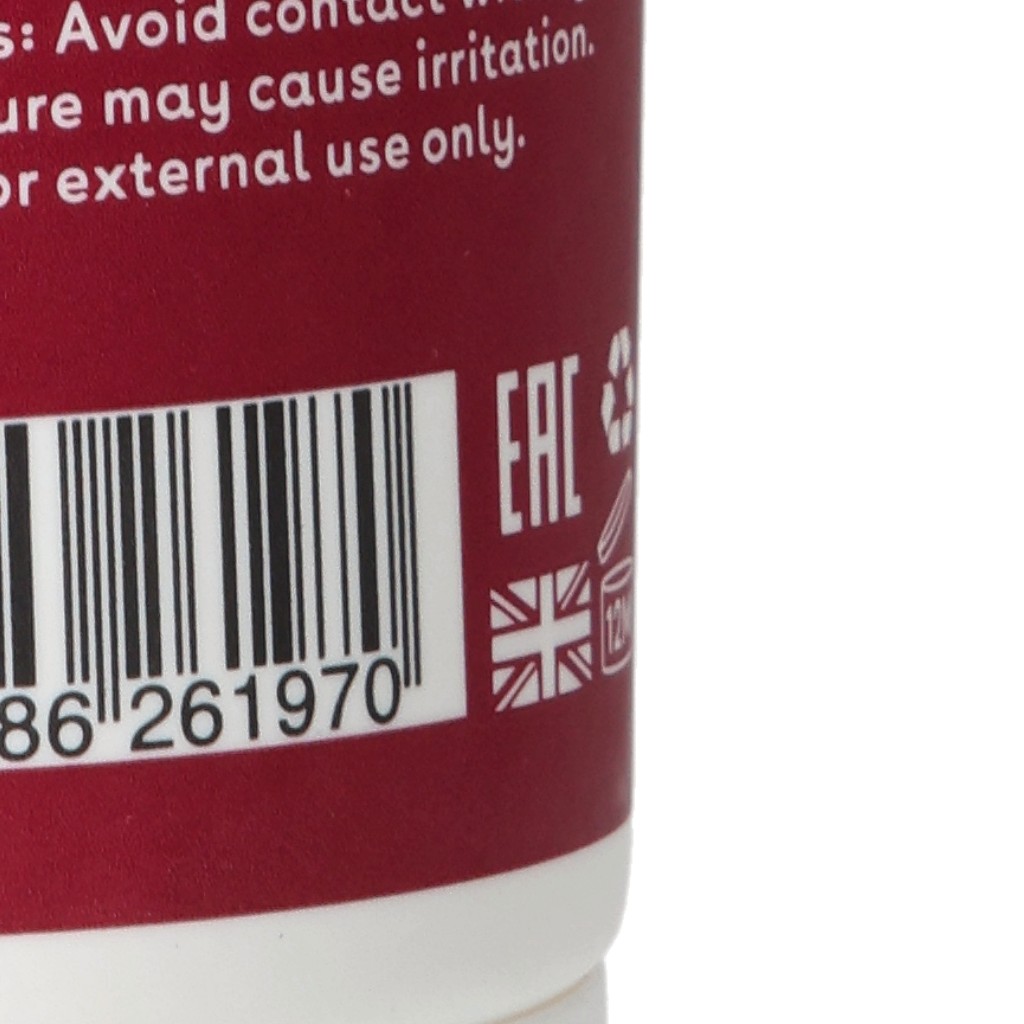 s: Avoid contact
ure may cause irritation.
or external use only.
EAC
12M
86 261970